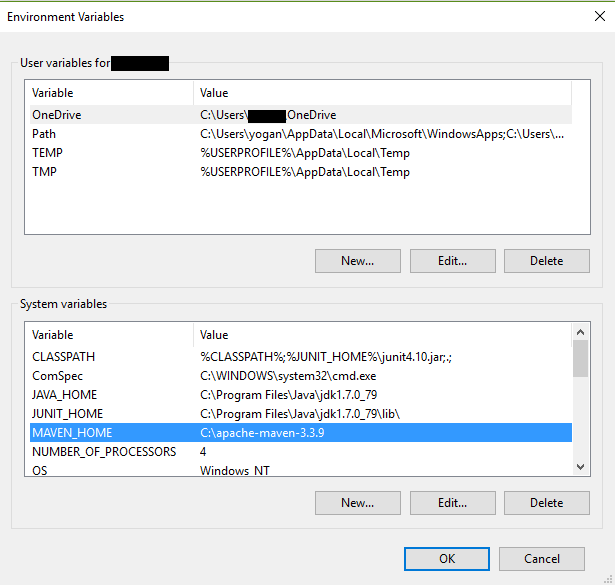 Environment Variables
User variables for
Variable Value
OneDrive C:\Users\ OneDrive
Path C:\Users\yogan\AppData\Local\Microsoft\WindowsApps;C:\Users\...
TEMP %USERPROFILE%\AppData\Local\Temp
TMP %USERPROFILE%\AppData\Local\Temp
New... Edit... Delete
System variables
Variable Value
CLASSPATH %CLASSPATH%;%JUNIT_HOME%\junit4.10.jar;.;
ComSpec C:\WINDOWS\system32\cmd.exe
JAVA_HOME C:\Program Files\Java\jdk1.7.0_79
JUNIT_HOME C:\Program Files\Java\jdk1.7.0_79\lib\
MAVEN_HOME C:\apache-maven-3.3.9
NUMBER_OF_PROCESSORS 4
OS Windows_NT
New... Edit... Delete
OK Cancel